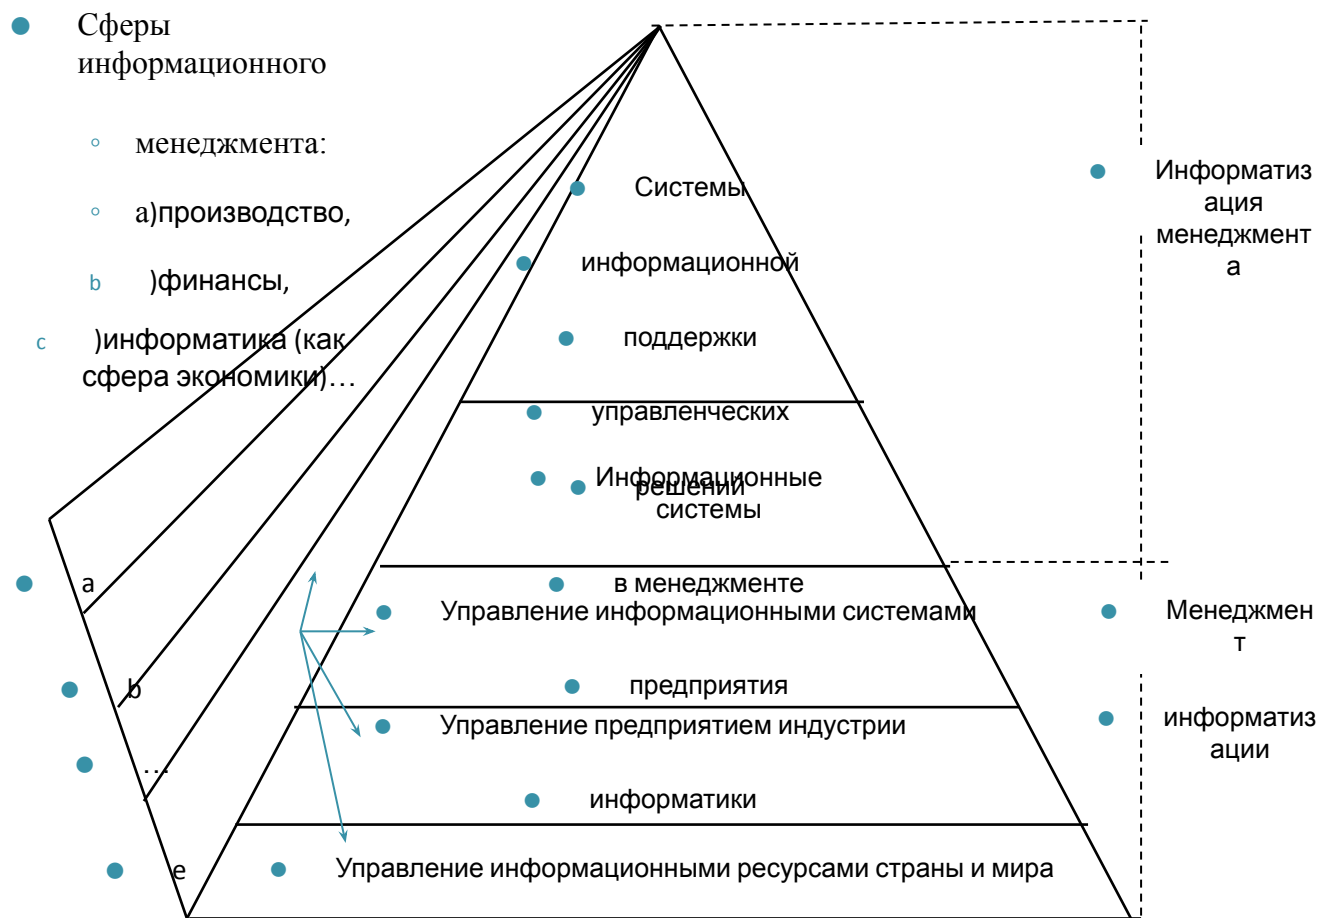 Сферы
информационного
менеджмента:
а)производство,
b )финансы,
c )информатика (как
сфера экономики)…
Системы
информационной
поддержки
управленческих
решений
Информационные
системы
в менеджменте
Управление информационными системами
предприятия
Управление предприятием индустрии
информатики
Управление информационными ресурсами страны и мира
a
b
…
e
Информатиз
ация
менеджмент
а
Менеджмен
т
информатиз
ации